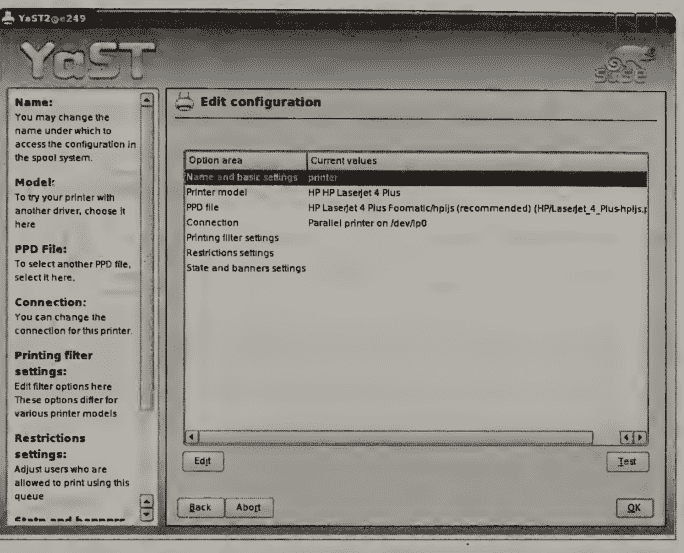 YaST2@e249
YaST
suse
Name:
You may change the
name under which to
access the configuration in
the spool system.
Model:
To try your printer with
another driver, choose it
here
PPD File:
To select another PPD file,
select it here.
Connection:
You can change the
connection for this printer.
Printing filter
settings:
Edit filter options here
These options differ for
various printer models
Restrictions
settings:
Adjust users who are
allowed to print using this
queue
State and banners
Edit configuration
Option area Current values
Name and basic settings printer
Printer model HP HP LaserJet 4 Plus
PPD file HP LaserJet 4 Plus Foomatic/hpijs (recommended) (HP/LaserJet_4_Plus-hpijs.p
Connection Parallel printer on /dev/lp0
Printing filter settings
Restrictions settings
State and banners settings
Edit Test
Back Abort OK